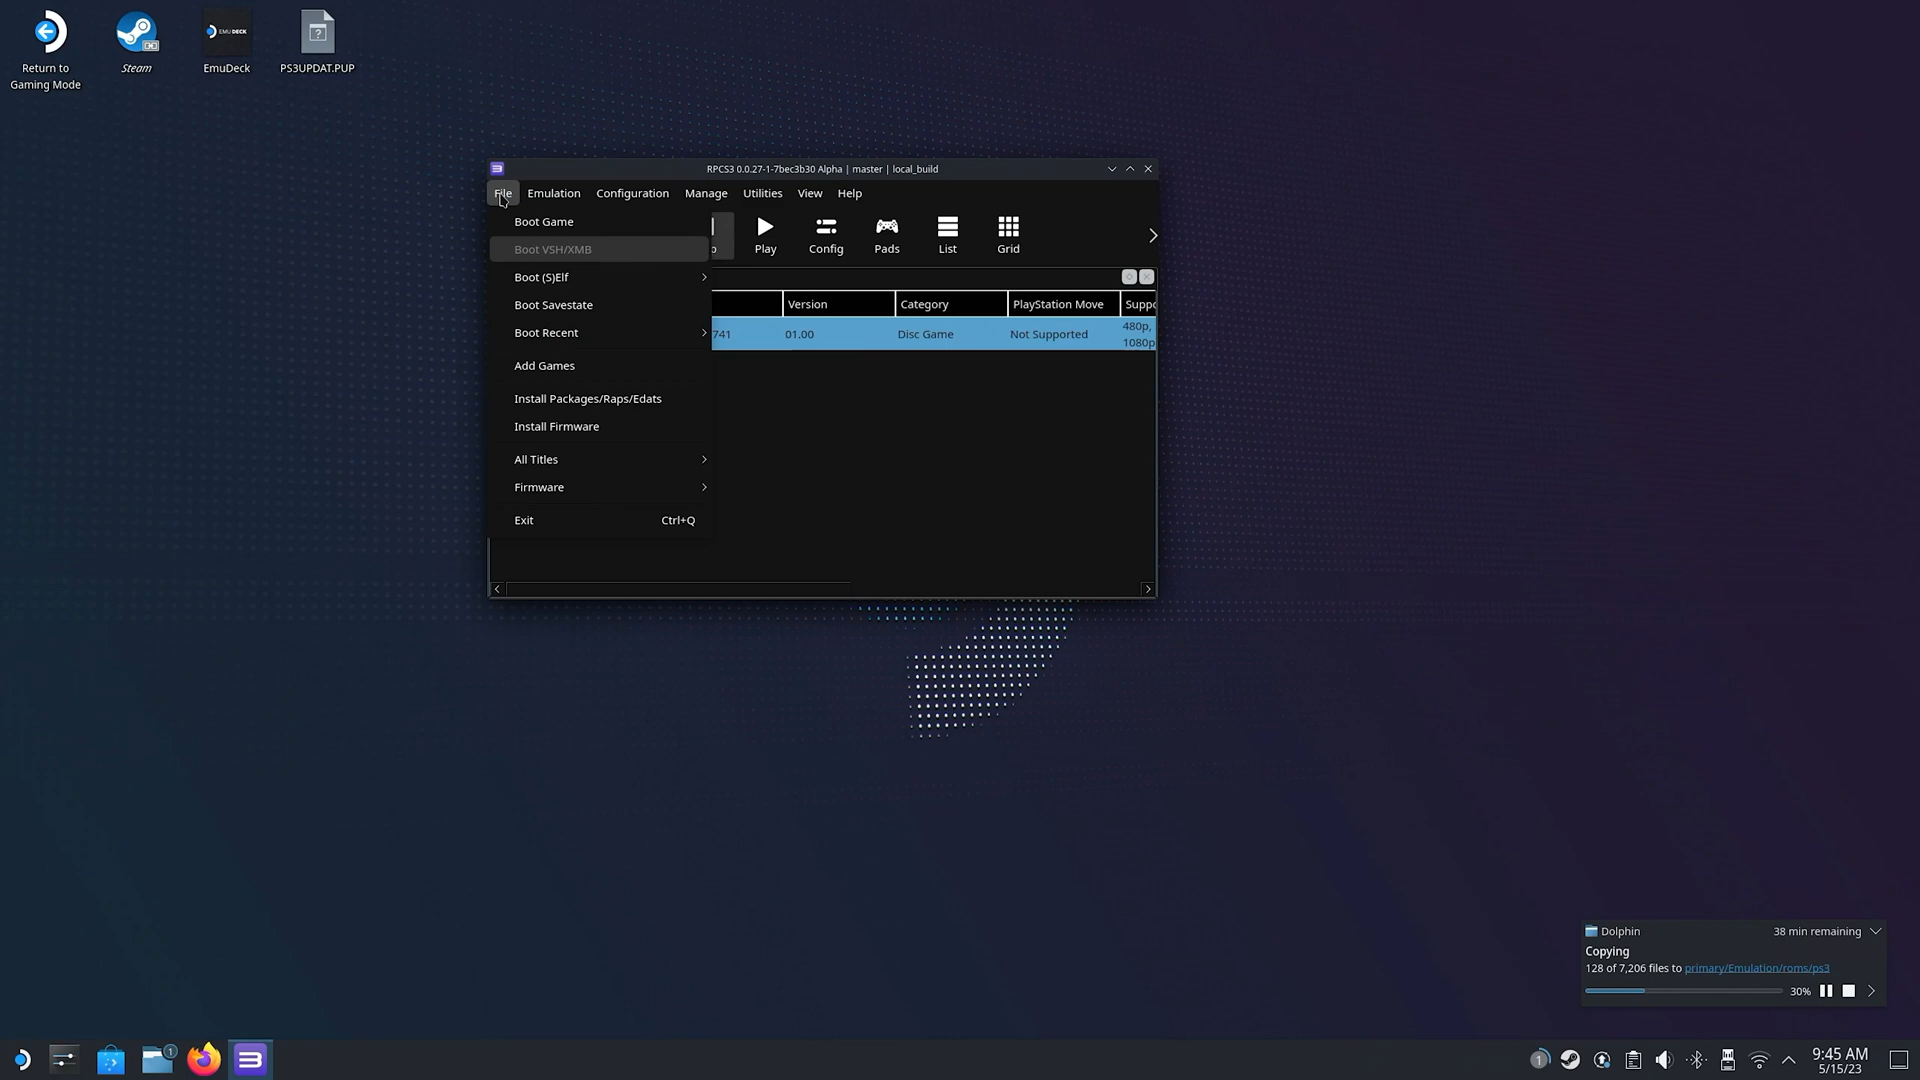 Return to
Gaming Mode
Steam
EMUDECK
EmuDeck
?
PS3UPDAT.PUP
RPCS3 0.0.27-1-7bec3b30 Alpha | master | local_build
File Emulation Configuration Manage Utilities View Help
Boot Game
Boot VSH/XMB
Boot (S)Elf
Boot Savestate
Boot Recent
Add Games
Install Packages/Raps/Edats
Install Firmware
All Titles
Firmware
Exit Ctrl+Q
Play Config Pads List Grid
Version Category PlayStation Move
741 01.00 Disc Game Not Supported 480p,
1080p
Dolphin 38 min remaining
Copying
128 of 7,206 files to primary/Emulation/roms/ps3
30%
1
1
9:45 AM
5/15/23